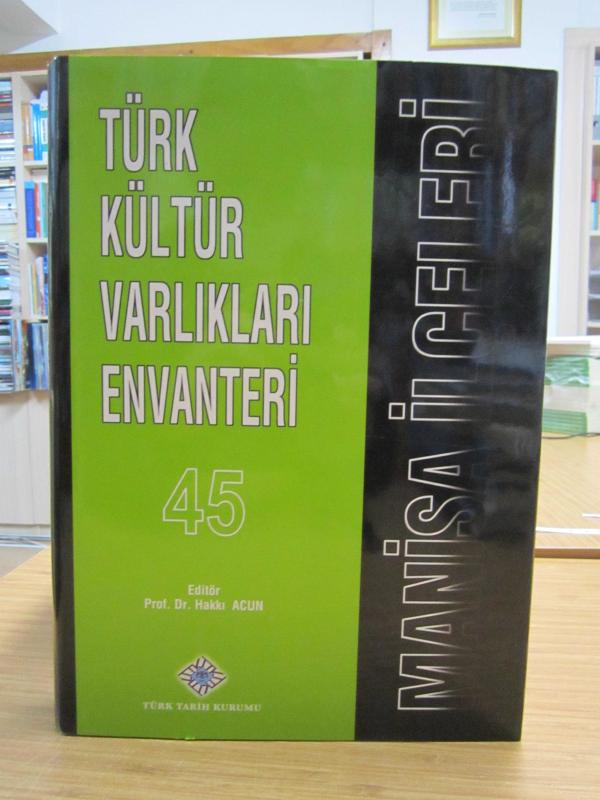 TÜRK
KÜLTÜR
VARLIKLARI
ENVANTERİ
45
Editör
Prof. Dr. Hakkı ACUN
TÜRK TARİH KURUMU
MANİSA İLÇELERİ